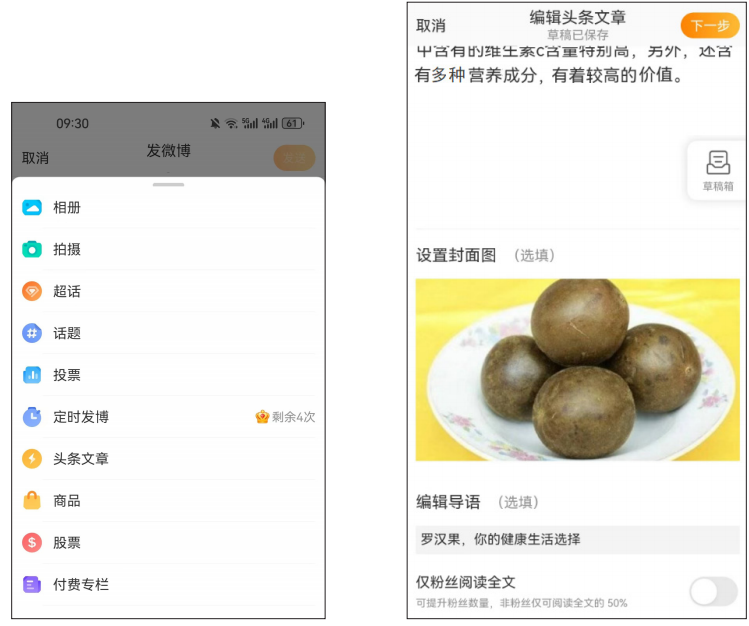 09:30
5G 4G 61
取消
发微博
发送
相册
拍摄
超话
话题
投票
定时发博
剩余4次
头条文章
商品
股票
付费专栏
取消
编辑头条文章
草稿已保存
下一步
中含有的维生素c含量特别高，另外，还含
有多种营养成分，有着较高的价值。
草稿箱
设置封面图 （选填）
编辑导语 （选填）
罗汉果，你的健康生活选择
仅粉丝阅读全文
可提升粉丝数量，非粉丝仅可阅读全文的 50%